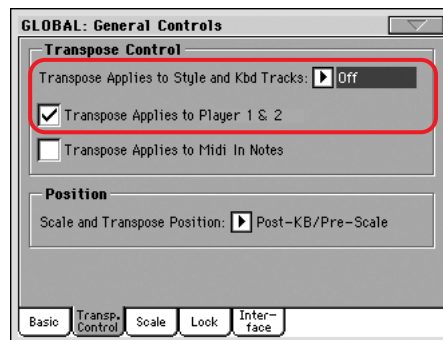 GLOBAL: General Controls
Transpose Control
Transpose Applies to Style and Kbd Tracks: Off
Transpose Applies to Player 1 & 2
Transpose Applies to Midi In Notes
Position
Scale and Transpose Position: Post-KB/Pre-Scale
Basic Transp. Control Scale Lock Inter-face